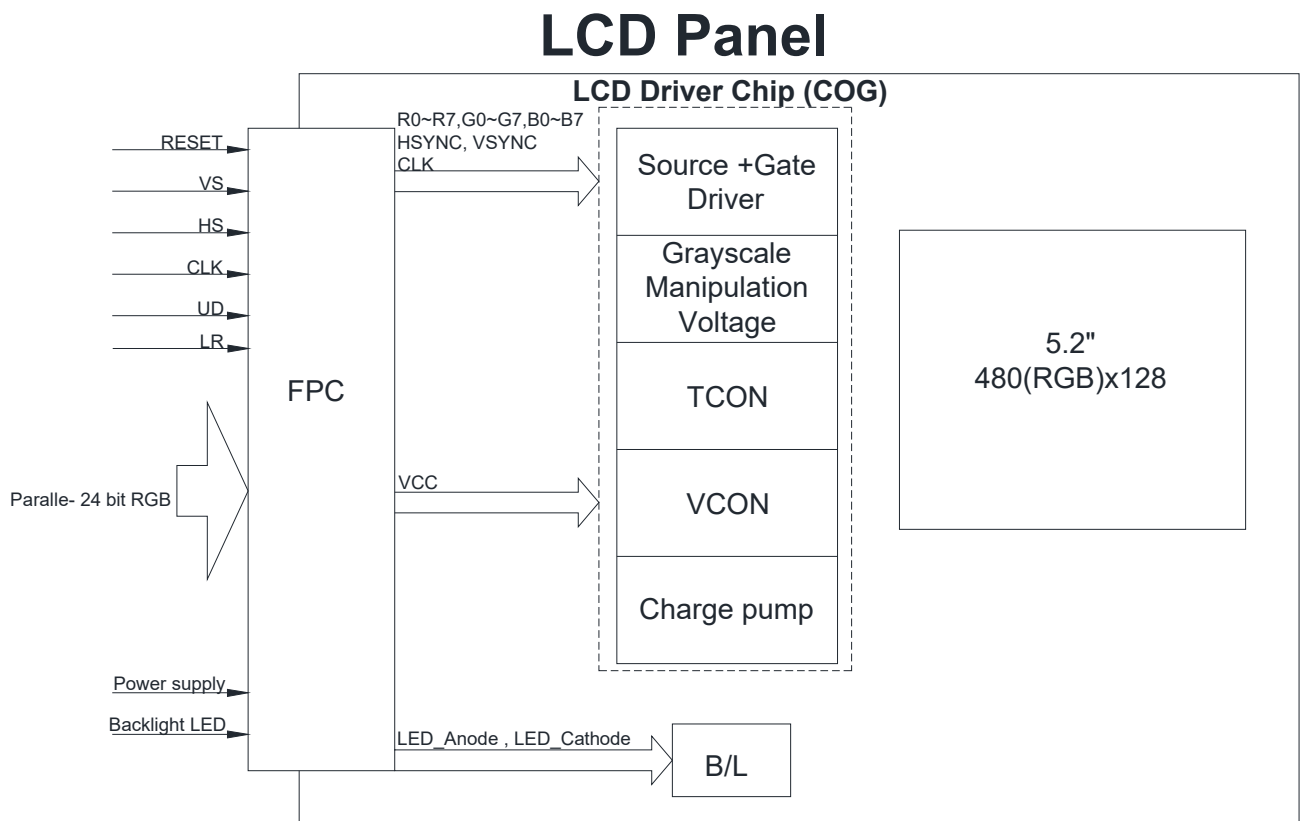 LCD Panel
LCD Driver Chip (COG)
RESET
VS
HS
CLK
UD
LR
Paralle- 24 bit RGB
Power supply
Backlight LED
FPC
R0~R7,G0~G7,B0~B7
HSYNC, VSYNC
CLK
VCC
LED_Anode , LED_Cathode
Source +Gate
Driver
Grayscale
Manipulation
Voltage
TCON
VCON
Charge pump
B/L
5.2"
480(RGB)x128